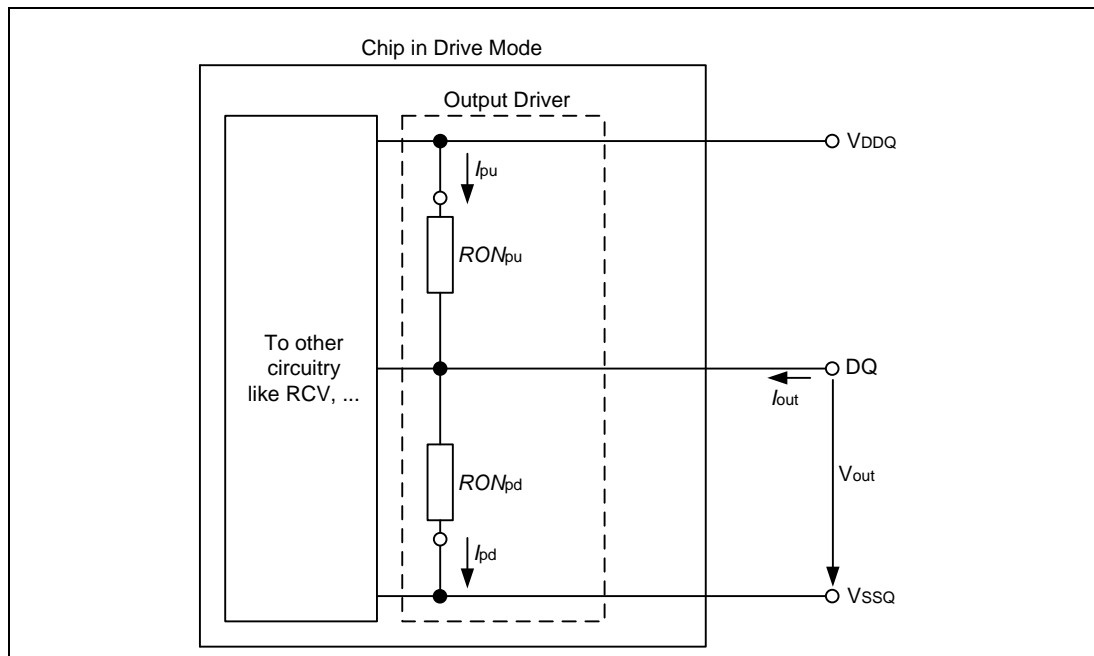 Chip in Drive Mode
Output Driver
VDDQ
Ipu
RONpu
To other
circuitry
like RCV, ...
DQ
Iout
RONpd
Vout
Ipd
VSSQ